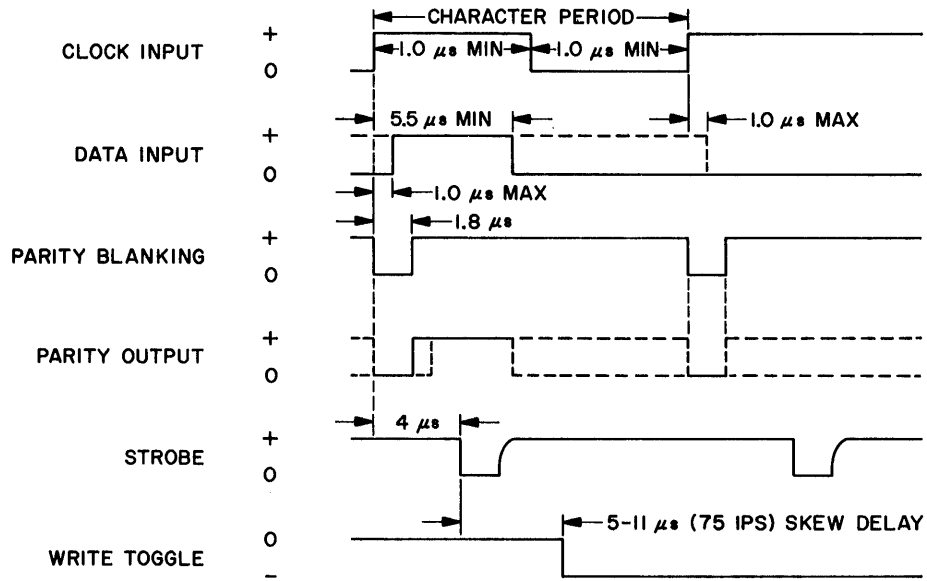 CHARACTER PERIOD
CLOCK INPUT
+
0
1.0 μs MIN
1.0 μs MIN
5.5 μs MIN
1.0 μs MAX
DATA INPUT
+
0
1.0 μs MAX
1.8 μs
PARITY BLANKING
+
0
PARITY OUTPUT
+
0
4 μs
STROBE
+
0
5-11 μs (75 IPS) SKEW DELAY
WRITE TOGGLE
0
-